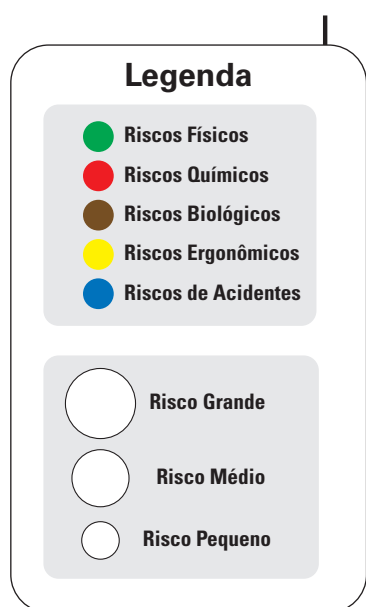 Legenda
Riscos Físicos
Riscos Químicos
Riscos Biológicos
Riscos Ergonômicos
Riscos de Acidentes
Risco Grande
Risco Médio
Risco Pequeno